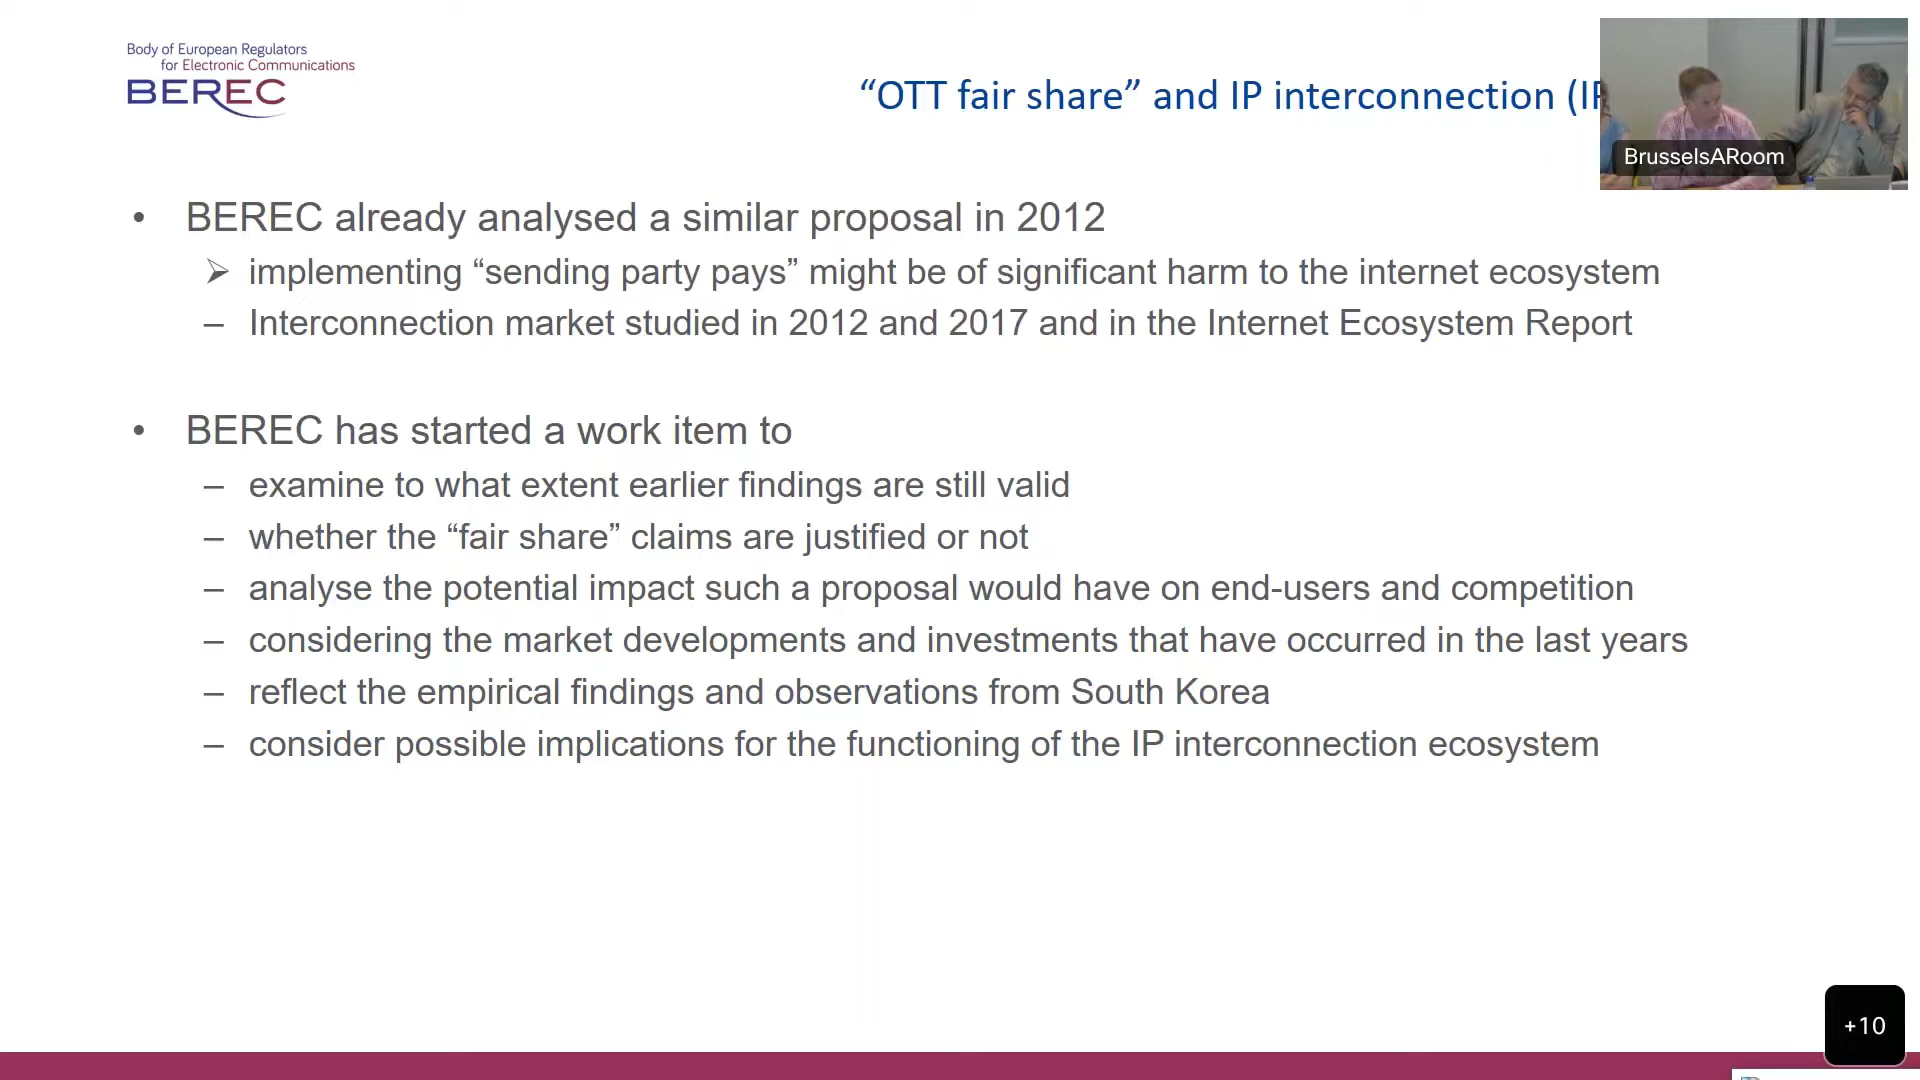 Body of European Regulators
for Electronic Communications
BEREC
“OTT fair share” and IP interconnection (IP
BrusselsARoom
• BEREC already analysed a similar proposal in 2012
➢ implementing “sending party pays” might be of significant harm to the internet ecosystem
– Interconnection market studied in 2012 and 2017 and in the Internet Ecosystem Report
• BEREC has started a work item to
– examine to what extent earlier findings are still valid
– whether the “fair share” claims are justified or not
– analyse the potential impact such a proposal would have on end-users and competition
– considering the market developments and investments that have occurred in the last years
– reflect the empirical findings and observations from South Korea
– consider possible implications for the functioning of the IP interconnection ecosystem
+10